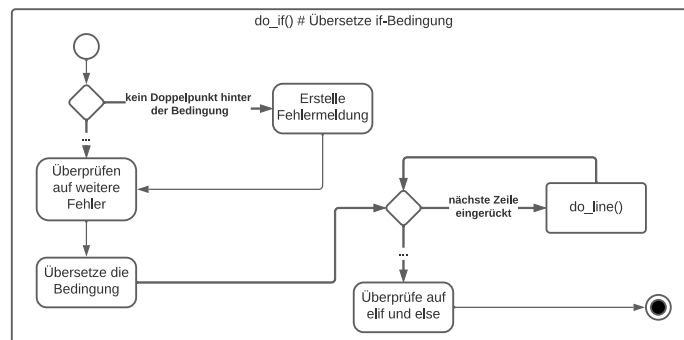 do_if() # Übersetze if-Bedingung
kein Doppelpunkt hinter
der Bedingung
Erstelle
Fehlermeldung
...
Überprüfen
auf weitere
Fehler
nächste Zeile
eingerückt
do_line()
...
Übersetze die
Bedingung
Überprüfe auf
elif und else